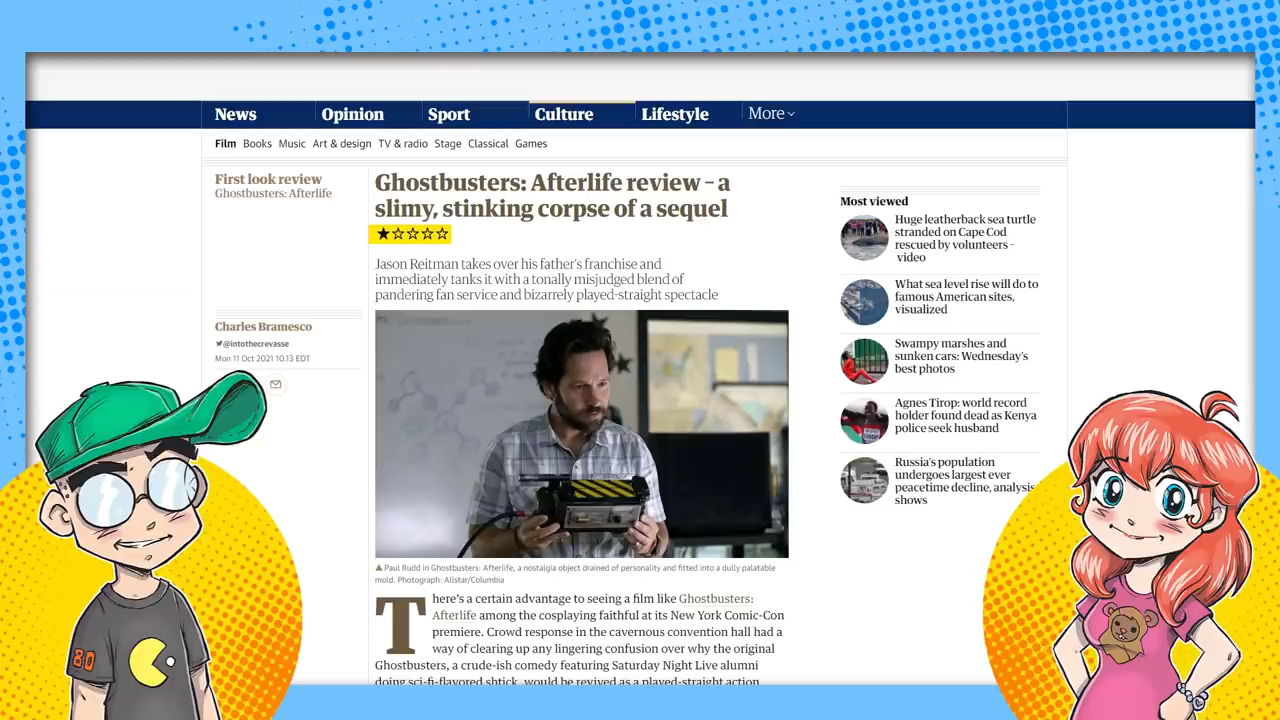 News Opinion Sport Culture Lifestyle More
Film Books Music Art & design TV & radio Stage Classical Games
First look review
Ghostbusters: Afterlife
Ghostbusters: Afterlife review – a
slimy, stinking corpse of a sequel
Jason Reitman takes over his father's franchise and
immediately tanks it with a tonally misjudged blend of
pandering fan service and bizarrely played-straight spectacle
Charles Bramesco
@intothecrevasse
Mon 11 Oct 2021 10.13 EDT
Paul Rudd in Ghostbusters: Afterlife, a nostalgia object drained of personality and fitted into a dully palatable
mold. Photograph: Allstar/Columbia
There's a certain advantage to seeing a film like Ghostbusters:
Afterlife among the cosplaying faithful at its New York Comic-Con
premiere. Crowd response in the cavernous convention hall had a
way of clearing up any lingering confusion over why the original
Ghostbusters, a crude-ish comedy featuring Saturday Night Live alumni
doing sci-fi-flavored shtick, would be revived as a played-straight action
Most viewed
Huge leatherback sea turtle
stranded on Cape Cod
rescued by volunteers –
video
What sea level rise will do to
famous American sites,
visualized
Swampy marshes and
sunken cars: Wednesday's
best photos
Agnes Tirop: world record
holder found dead as Kenya
police seek husband
Russia's population
undergoes largest ever
peacetime decline, analysis
shows
80